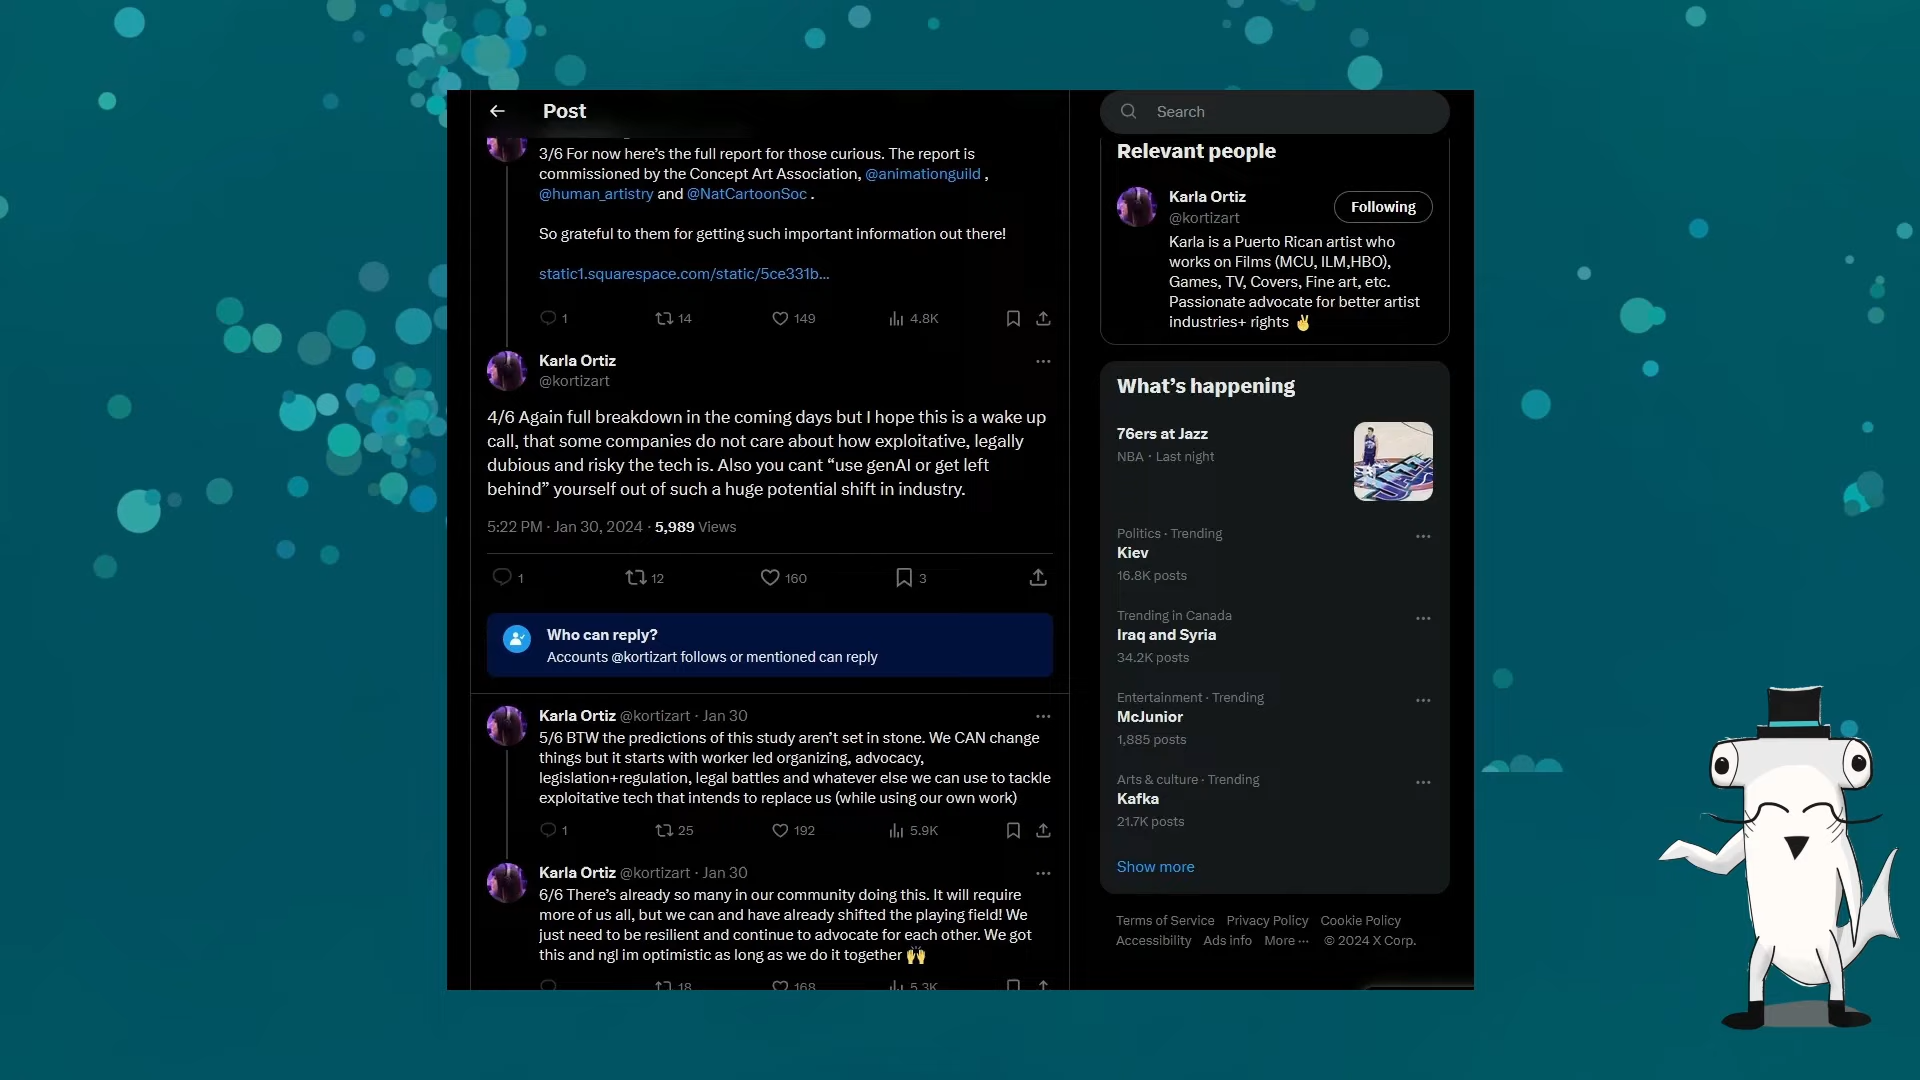 Post
3/6 For now here’s the full report for those curious. The report is
commissioned by the Concept Art Association, @animationguild ,
@human_artistry and @NatCartoonSoc .
So grateful to them for getting such important information out there!
static1.squarespace.com/static/5ce331b...
1 14 149 4.8K
Karla Ortiz
@kortizart
4/6 Again full breakdown in the coming days but I hope this is a wake up
call, that some companies do not care about how exploitative, legally
dubious and risky the tech is. Also you cant “use genAI or get left
behind” yourself out of such a huge potential shift in industry.
5:22 PM · Jan 30, 2024 · 5,989 Views
1 12 160 3
Who can reply?
Accounts @kortizart follows or mentioned can reply
Karla Ortiz @kortizart · Jan 30
5/6 BTW the predictions of this study aren’t set in stone. We CAN change
things but it starts with worker led organizing, advocacy,
legislation+regulation, legal battles and whatever else we can use to tackle
exploitative tech that intends to replace us (while using our own work)
1 25 192 5.9K
Karla Ortiz @kortizart · Jan 30
6/6 There’s already so many in our community doing this. It will require
more of us all, but we can and have already shifted the playing field! We
just need to be resilient and continue to advocate for each other. We got
this and ngl im optimistic as long as we do it together 🙌
18 168 5.3K
Search
Relevant people
Karla Ortiz
@kortizart
Following
Karla is a Puerto Rican artist who
works on Films (MCU, ILM,HBO),
Games, TV, Covers, Fine art, etc.
Passionate advocate for better artist
industries+ rights ✌
What’s happening
76ers at Jazz
NBA · Last night
Politics · Trending
Kiev
16.8K posts
Trending in Canada
Iraq and Syria
34.2K posts
Entertainment · Trending
McJunior
1,885 posts
Arts & culture · Trending
Kafka
21.7K posts
Show more
Terms of Service Privacy Policy Cookie Policy
Accessibility Ads info More ··· © 2024 X Corp.